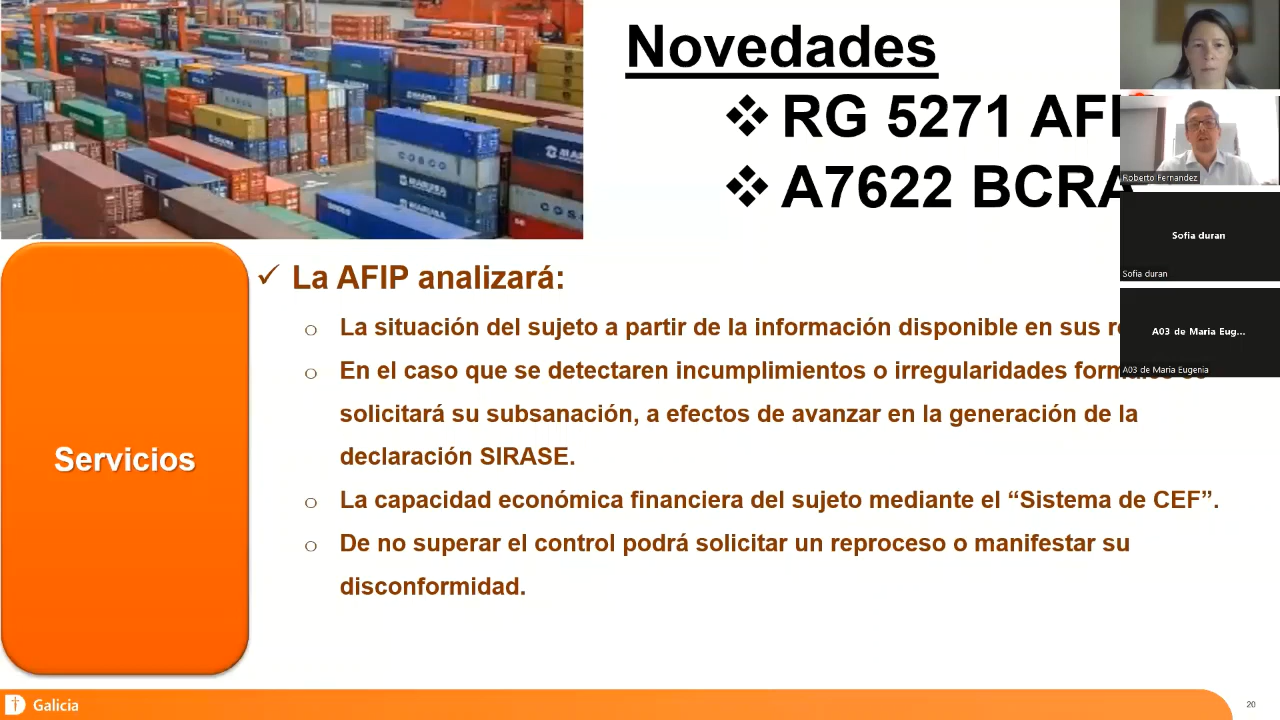 Novedades
❖ RG 5271 AFI
❖ A7622 BCRA
Roberto Fernandez
Sofia duran
Sofia duran
A03 de Maria Eug...
A03 de Maria Eugenia
Servicios
✓ La AFIP analizará:
o La situación del sujeto a partir de la información disponible en sus
o En el caso que se detectaren incumplimientos o irregularidades
solicitará su subsanación, a efectos de avanzar en la generación de la
declaración SIRASE.
o La capacidad económica financiera del sujeto mediante el “Sistema de CEF”.
o De no superar el control podrá solicitar un reproceso o manifestar su
disconformidad.
Galicia
20